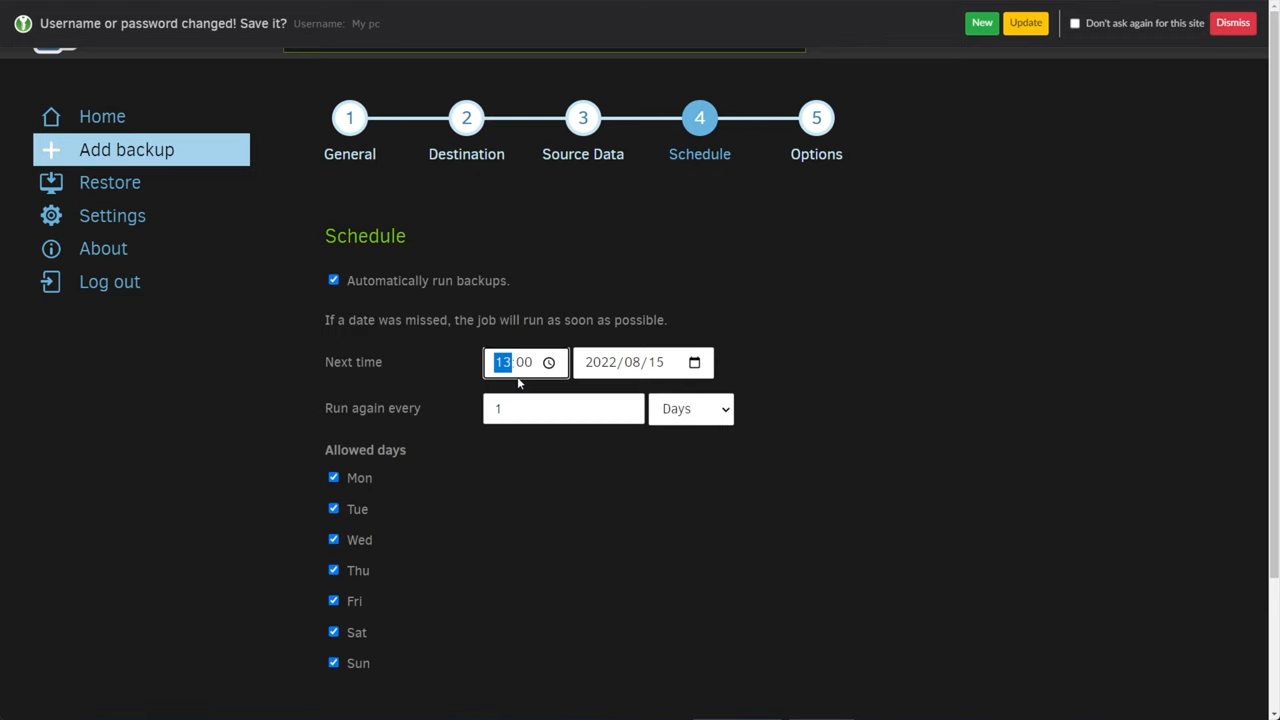 Username or password changed! Save it? Username: My pc New Update Don't ask again for this site Dismiss
1 2 3 4 5
General Destination Source Data Schedule Options
Home
Add backup
Restore
Settings
About
Log out
Schedule
Automatically run backups.
If a date was missed, the job will run as soon as possible.
Next time 13:00 2022/08/15
Run again every 1 Days
Allowed days
Mon
Tue
Wed
Thu
Fri
Sat
Sun